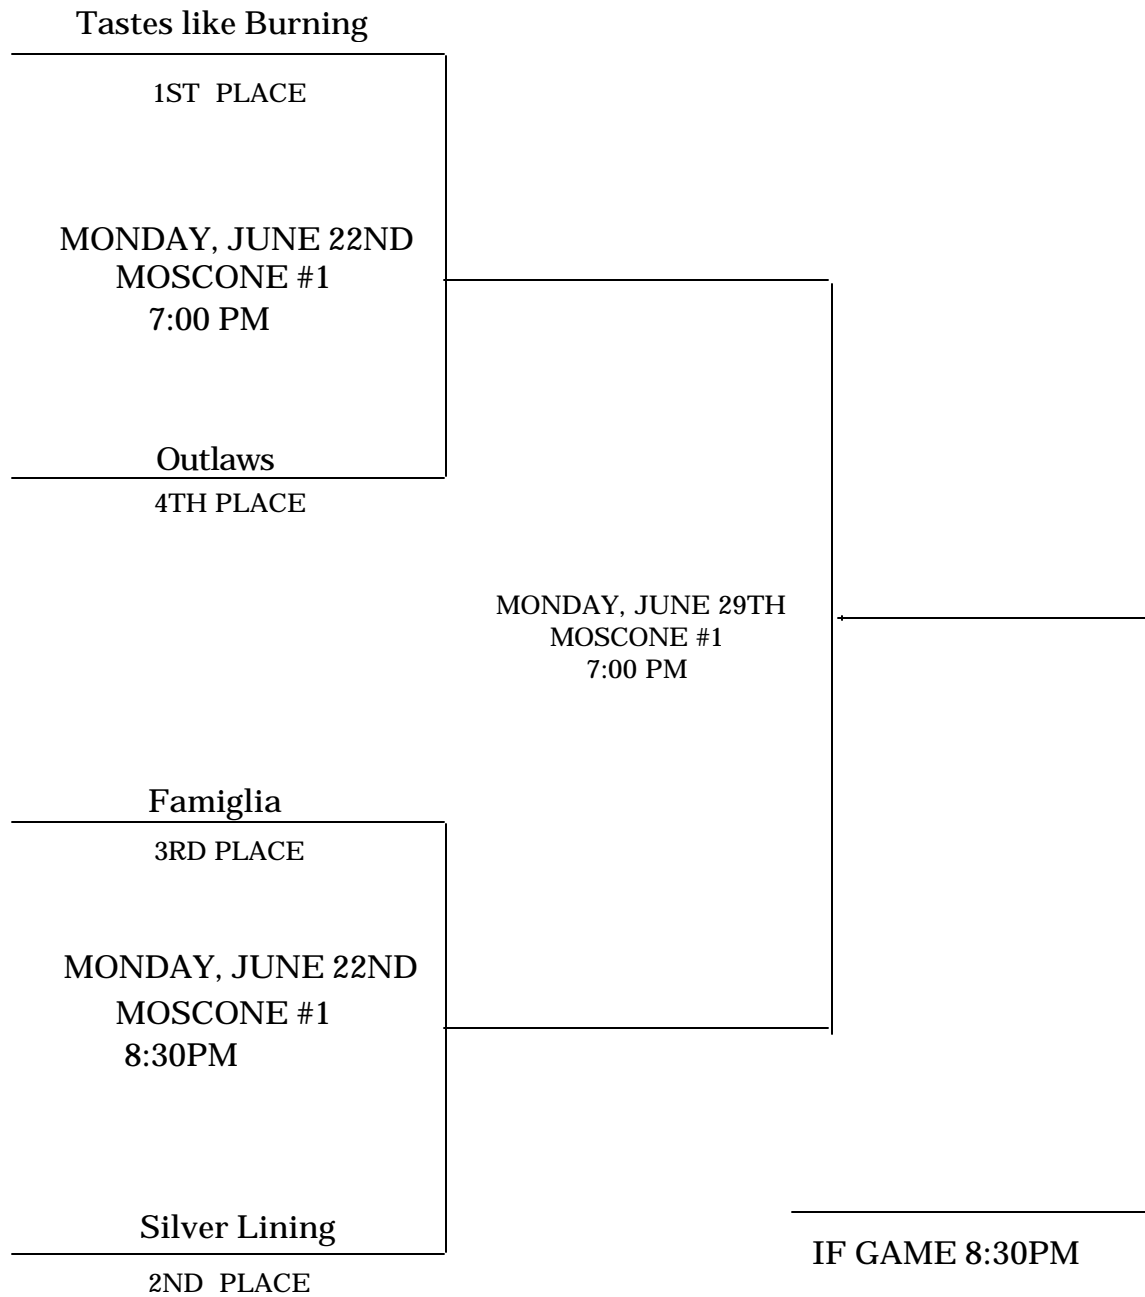 Tastes like Burning
1ST PLACE
MONDAY, JUNE 22ND
MOSCONE #1
7:00 PM
Outlaws
4TH PLACE
MONDAY, JUNE 29TH
MOSCONE #1
7:00 PM
Famiglia
3RD PLACE
MONDAY, JUNE 22ND
MOSCONE #1
8:30PM
Silver Lining
2ND PLACE
IF GAME 8:30PM